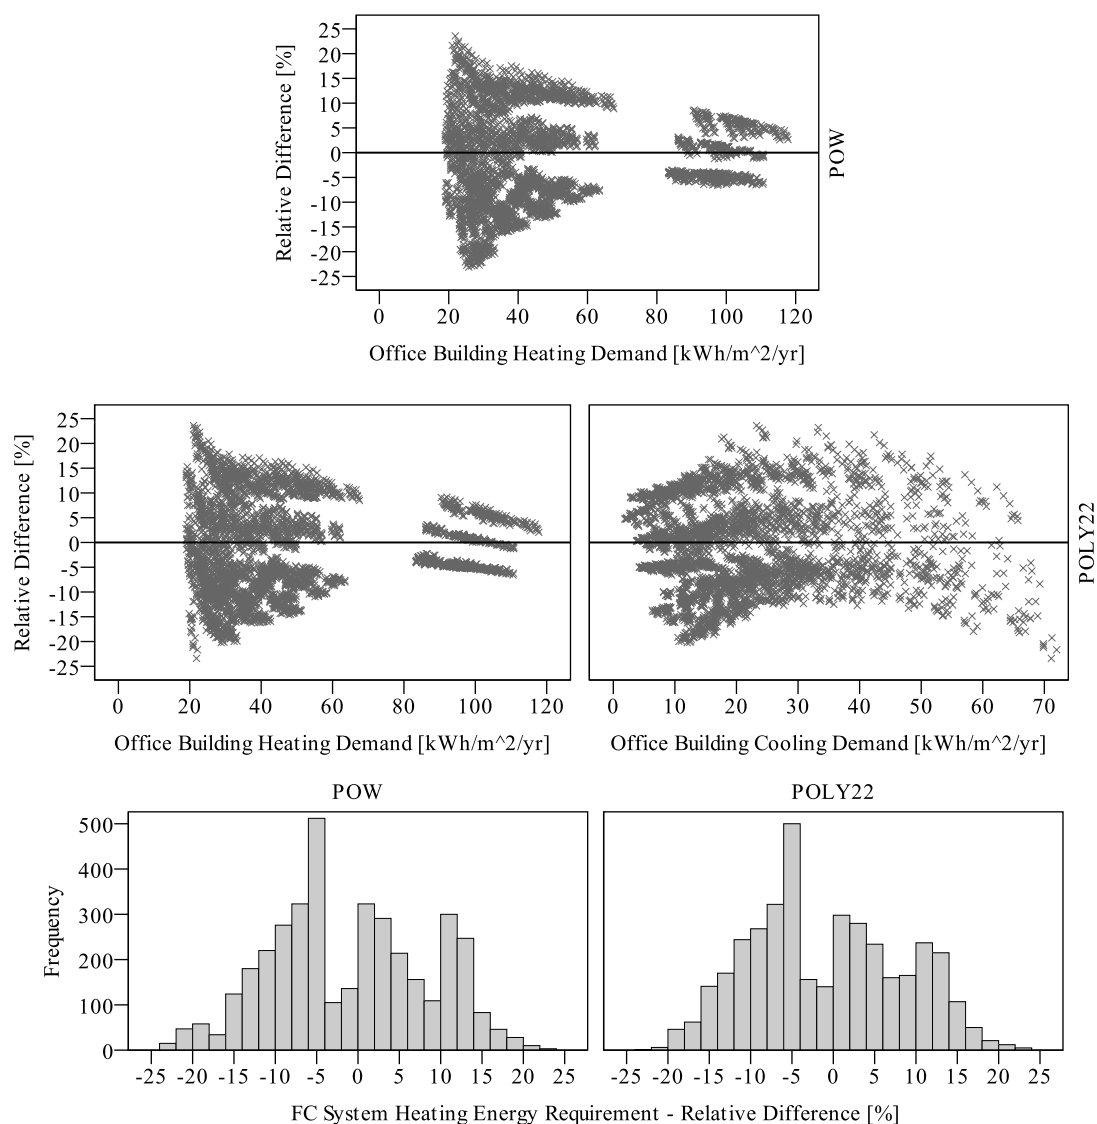 25
20
15
10
5
0
-5
-10
-15
-20
-25
Relative Difference [%]
POW
0 20 40 60 80 100 120
Office Building Heating Demand [kWh/m^2/yr]
25
20
15
10
5
0
-5
-10
-15
-20
-25
Relative Difference [%]
POLY22
0 20 40 60 80 100 120 0 10 20 30 40 50 60 70
Office Building Heating Demand [kWh/m^2/yr] Office Building Cooling Demand [kWh/m^2/yr]
POW POLY22
500
400
300
200
100
0
Frequency
-25 -20 -15 -10 -5 0 5 10 15 20 25 -25 -20 -15 -10 -5 0 5 10 15 20 25
FC System Heating Energy Requirement - Relative Difference [%]